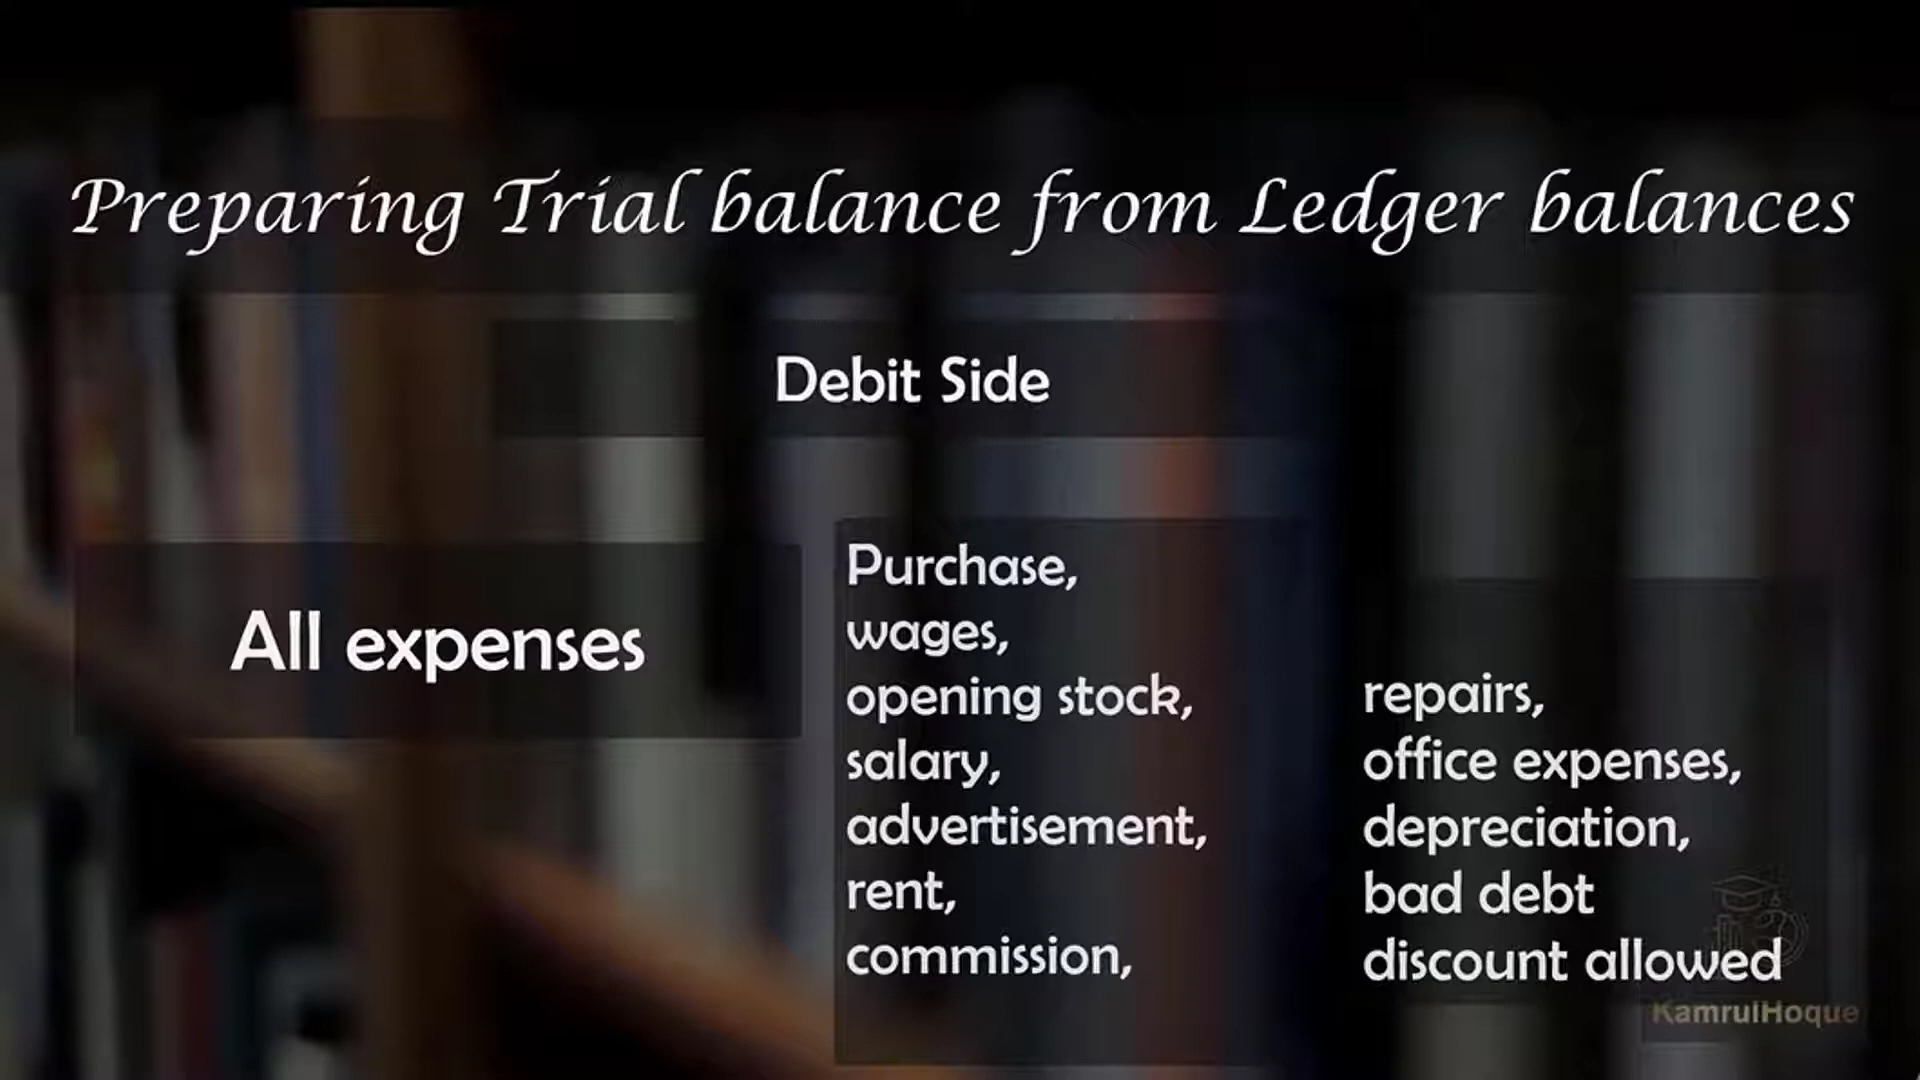 Preparing Trial balance from Ledger balances
Debit Side
All expenses
Purchase,
wages,
opening stock,
salary,
advertisement,
rent,
commission,
repairs,
office expenses,
depreciation,
bad debt
discount allowed
KamrulHoque